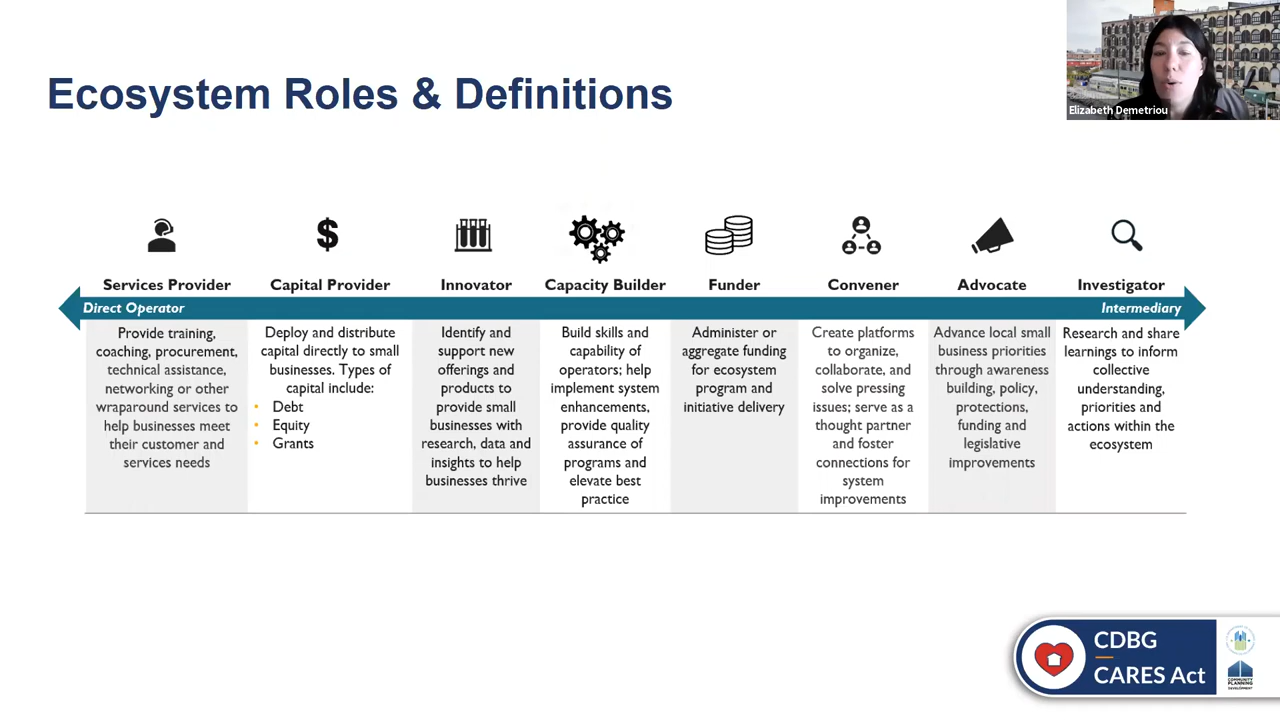 Ecosystem Roles & Definitions
Elizabeth Demetriou
Services Provider
Capital Provider
Innovator
Capacity Builder
Funder
Convener
Advocate
Investigator
Direct Operator
Intermediary
Provide training,
coaching, procurement,
technical assistance,
networking or other
wraparound services to
help businesses meet
their customer and
services needs
Deploy and distribute
capital directly to small
businesses. Types of
capital include:
• Debt
• Equity
• Grants
Identify and
support new
offerings and
products to
provide small
businesses with
research, data and
insights to help
businesses thrive
Build skills and
capability of
operators; help
implement system
enhancements,
provide quality
assurance of
programs and
elevate best
practice
Administer or
aggregate funding
for ecosystem
program and
initiative delivery
Create platforms
to organize,
collaborate, and
solve pressing
issues; serve as a
thought partner
and foster
connections for
system
improvements
Advance local small
business priorities
through awareness
building, policy,
protections,
funding and
legislative
improvements
Research and share
learnings to inform
collective
understanding,
priorities and
actions within the
ecosystem
CDBG
CARES Act
COMMUNITY
PLANNING
DEVELOPMENT